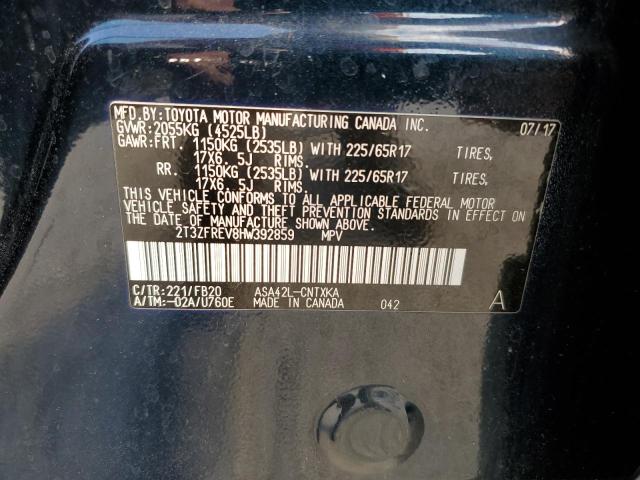 MFD.BY:TOYOTA MOTOR MANUFACTURING CANADA INC. 07/17
GVWR:2055KG (4525LB)
GAWR:FRT. 1150KG (2535LB) WITH 225/65R17 TIRES,
17X6. 5J RIMS.
RR. 1150KG (2535LB) WITH 225/65R17 TIRES,
17X6. 5J RIMS.
THIS VEHICLE CONFORMS TO ALL APPLICABLE FEDERAL MOTOR
VEHICLE SAFETY AND THEFT PREVENTION STANDARDS IN EFFECT ON
THE DATE OF MANUFACTURE SHOWN ABOVE.
2T3ZFREV8HW392859 MPV
C/TR:221/FB20 ASA42L-CNTXKA
A/TM:-02A/U760E MADE IN CANADA 042 A